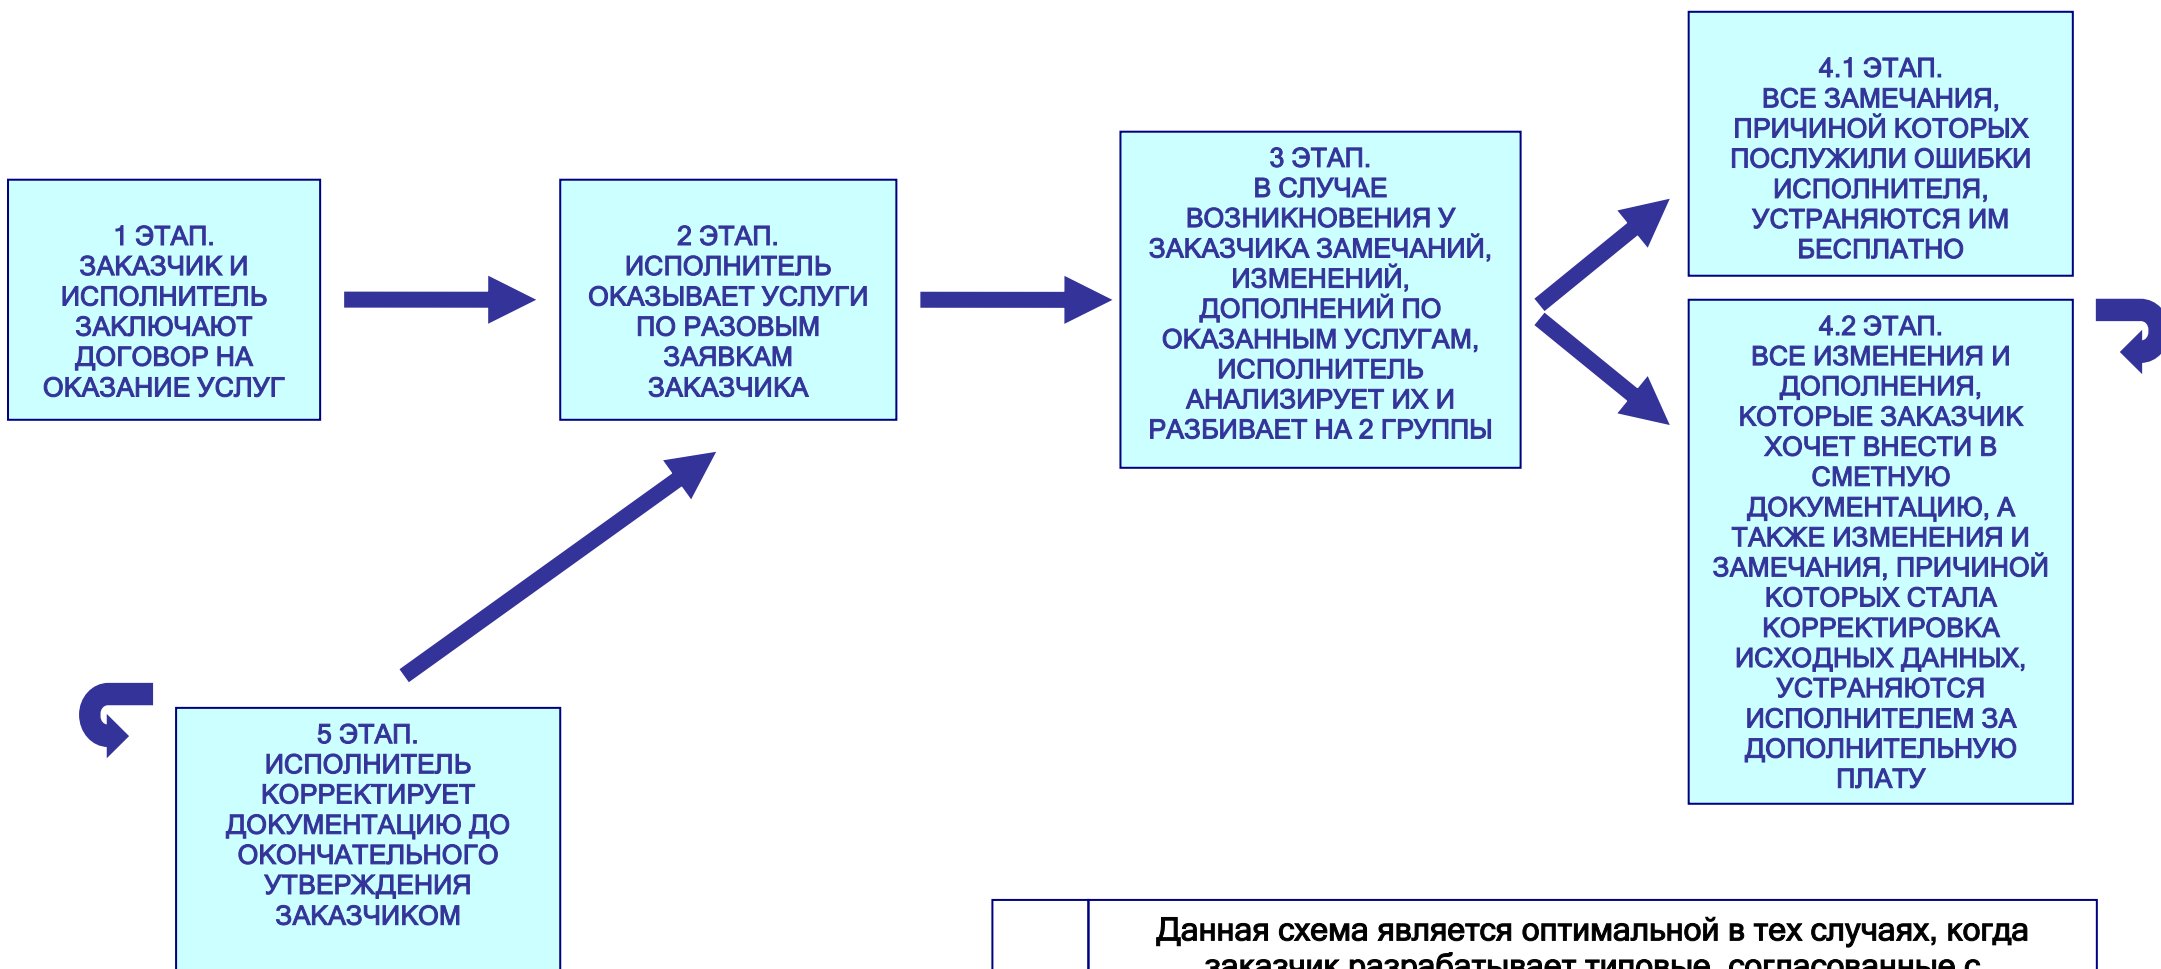 1 ЭТАП.
ЗАКАЗЧИК И
ИСПОЛНИТЕЛЬ
ЗАКЛЮЧАЮТ
ДОГОВОР НА
ОКАЗАНИЕ УСЛУГ
2 ЭТАП.
ИСПОЛНИТЕЛЬ
ОКАЗЫВАЕТ УСЛУГИ
ПО РАЗОВЫМ
ЗАЯВКАМ
ЗАКАЗЧИКА
3 ЭТАП.
В СЛУЧАЕ
ВОЗНИКНОВЕНИЯ У
ЗАКАЗЧИКА ЗАМЕЧАНИЙ,
ИЗМЕНЕНИЙ,
ДОПОЛНЕНИЙ ПО
ОКАЗАННЫМ УСЛУГАМ,
ИСПОЛНИТЕЛЬ
АНАЛИЗИРУЕТ ИХ И
РАЗБИВАЕТ НА 2 ГРУППЫ
4.1 ЭТАП.
ВСЕ ЗАМЕЧАНИЯ,
ПРИЧИНОЙ КОТОРЫХ
ПОСЛУЖИЛИ ОШИБКИ
ИСПОЛНИТЕЛЯ,
УСТРАНЯЮТСЯ ИМ
БЕСПЛАТНО
4.2 ЭТАП.
ВСЕ ИЗМЕНЕНИЯ И
ДОПОЛНЕНИЯ,
КОТОРЫЕ ЗАКАЗЧИК
ХОЧЕТ ВНЕСТИ В
СМЕТНУЮ
ДОКУМЕНТАЦИЮ, А
ТАКЖЕ ИЗМЕНЕНИЯ И
ЗАМЕЧАНИЯ, ПРИЧИНОЙ
КОТОРЫХ СТАЛА
КОРРЕКТИРОВКА
ИСХОДНЫХ ДАННЫХ,
УСТРАНЯЮТСЯ
ИСПОЛНИТЕЛЕМ ЗА
ДОПОЛНИТЕЛЬНУЮ
ПЛАТУ
5 ЭТАП.
ИСПОЛНИТЕЛЬ
КОРРЕКТИРУЕТ
ДОКУМЕНТАЦИЮ ДО
ОКОНЧАТЕЛЬНОГО
УТВЕРЖДЕНИЯ
ЗАКАЗЧИКОМ
Данная схема является оптимальной в тех случаях, когда
заказчик разрабатывает типовые, согласованные с